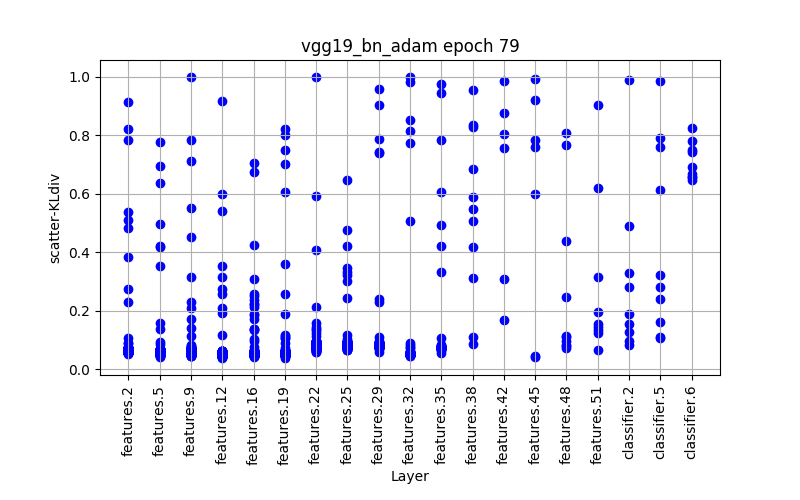 vgg19_bn_adam epoch 79
scatter-KLdiv
1.0
0.8
0.6
0.4
0.2
0.0
features.2
features.5
features.9
features.12
features.16
features.19
features.22
features.25
features.29
features.32
features.35
features.38
features.42
features.45
features.48
features.51
classifier.2
classifier.5
classifier.6
Layer